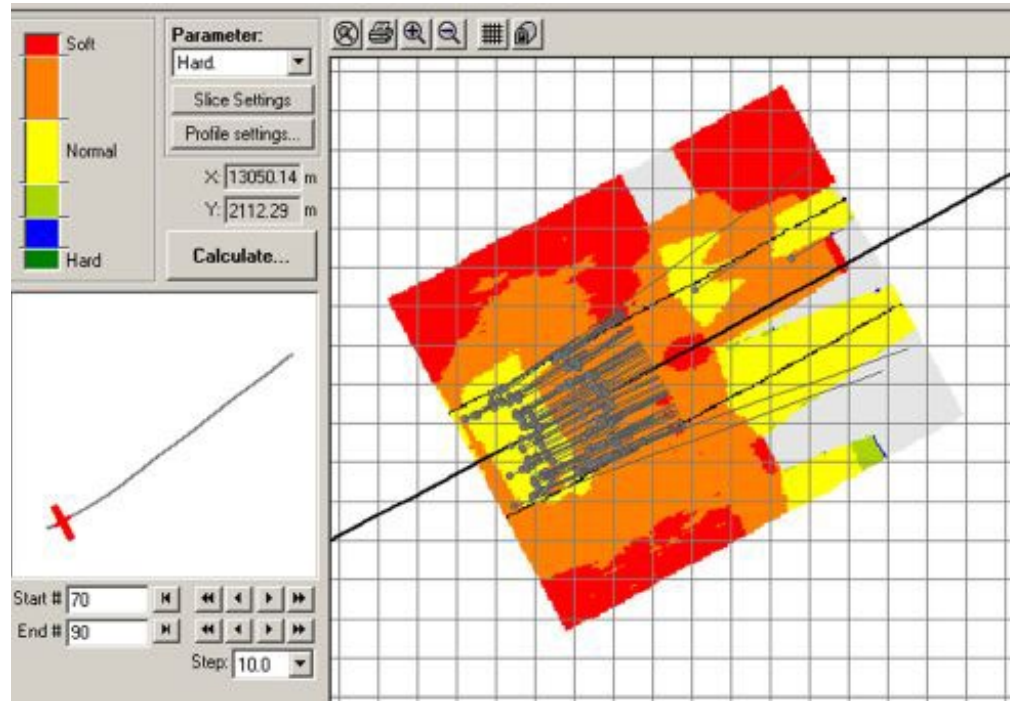 Soft
Normal
Hard
Parameter:
Hard.
Slice Settings
Profile settings...
X: 13050.14 m
Y: 2112.29 m
Calculate...
Start # 70
End # 90
Step: 10.0